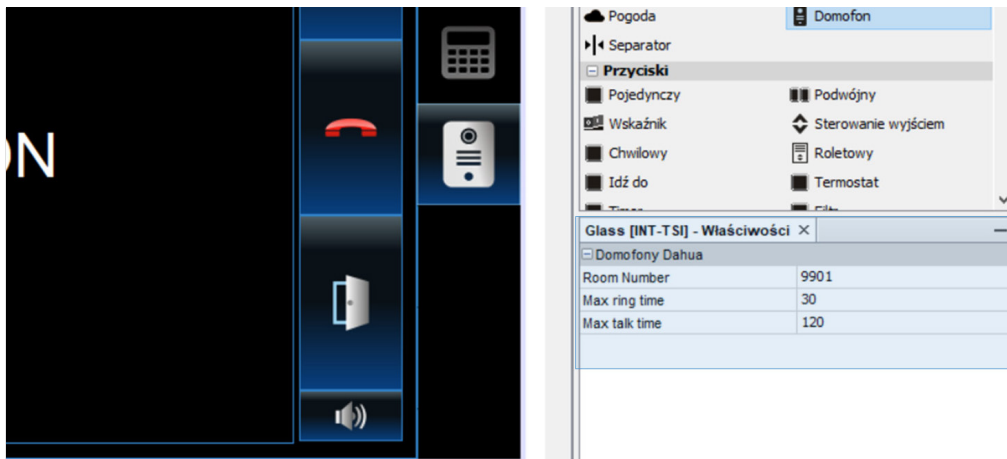 ON
Pogoda
Domofon
Separator
Przyciski
Pojedynczy
Podwójny
Wskaźnik
Sterowanie wyjściem
Chwilowy
Roletowy
Idź do
Termostat
Glass [INT-TSI] - Właściwości
Domofony Dahua
Room Number 9901
Max ring time 30
Max talk time 120